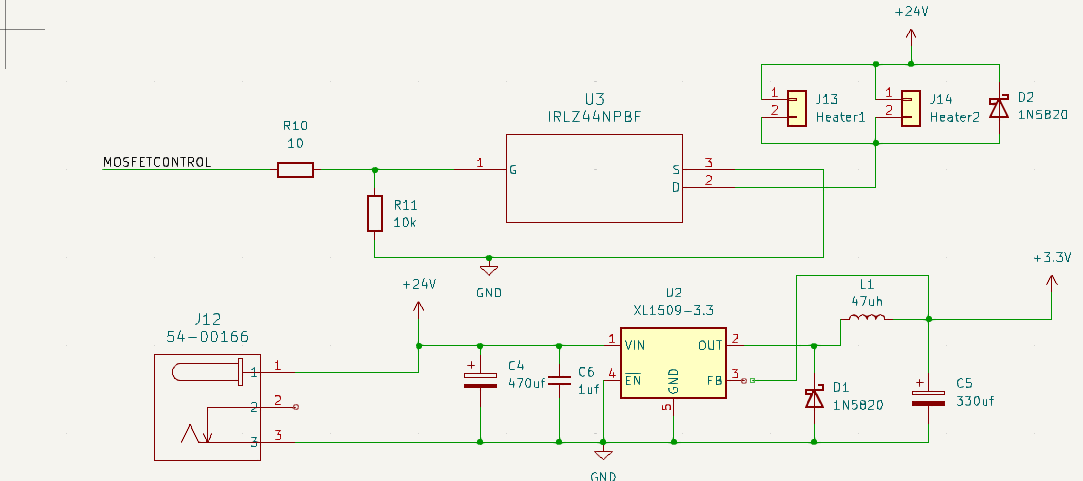 +24V
U3
IRLZ44NPBF
R10
10
MOSFETCONTROL
1
G
S
3
D
2
1
2
J13
Heater1
1
2
J14
Heater2
D2
1N5820
R11
10k
GND
+24V
J12
54-00166
1
1
2
2
3
3
C4
470uf
C6
1uf
U2
XL1509-3.3
1
VIN
OUT
2
4
EN
GND
FB
3
5
GND
L1
47uh
+3.3V
D1
1N5820
C5
330uf